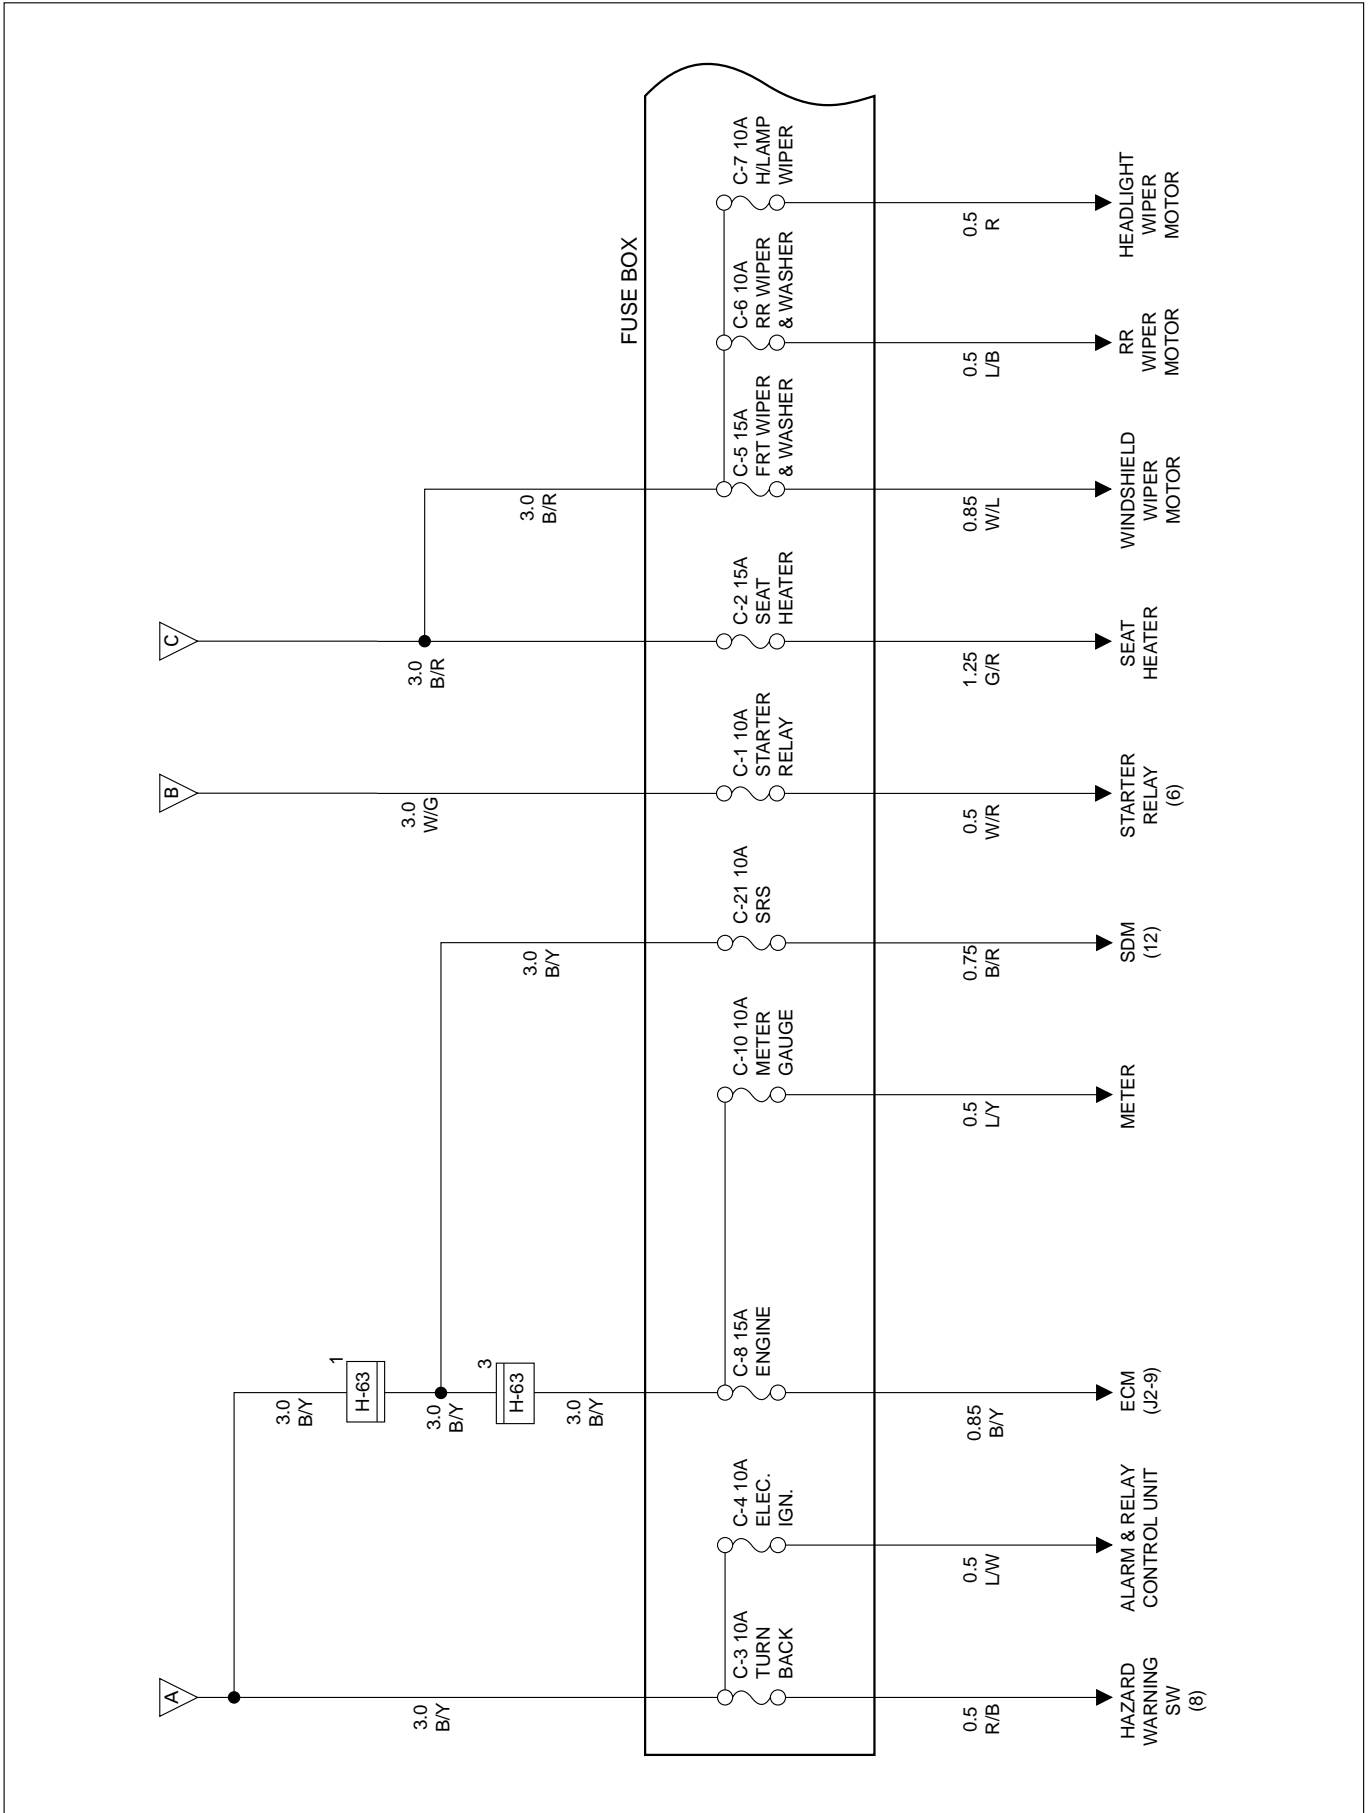 A
B
C
3.0
B/Y
3.0
B/Y
1
H-63
3.0
B/Y
3
H-63
3.0
B/Y
3.0
B/Y
3.0
W/G
3.0
B/R
3.0
B/R
FUSE BOX
C-3 10A
TURN
BACK
C-4 10A
ELEC.
IGN.
C-8 15A
ENGINE
C-10 10A
METER
GAUGE
C-21 10A
SRS
C-1 10A
STARTER
RELAY
C-2 15A
SEAT
HEATER
C-5 15A
FRT WIPER
& WASHER
C-6 10A
RR WIPER
& WASHER
C-7 10A
H/LAMP
WIPER
0.5
R/B
0.5
L/W
0.85
B/Y
0.5
L/Y
0.75
B/R
0.5
W/R
1.25
G/R
0.85
W/L
0.5
L/B
0.5
R
HAZARD
WARNING
SW
(8)
ALARM & RELAY
CONTROL UNIT
ECM
(J2-9)
METER
SDM
(12)
STARTER
RELAY
(6)
SEAT
HEATER
WINDSHIELD
WIPER
MOTOR
RR
WIPER
MOTOR
HEADLIGHT
WIPER
MOTOR